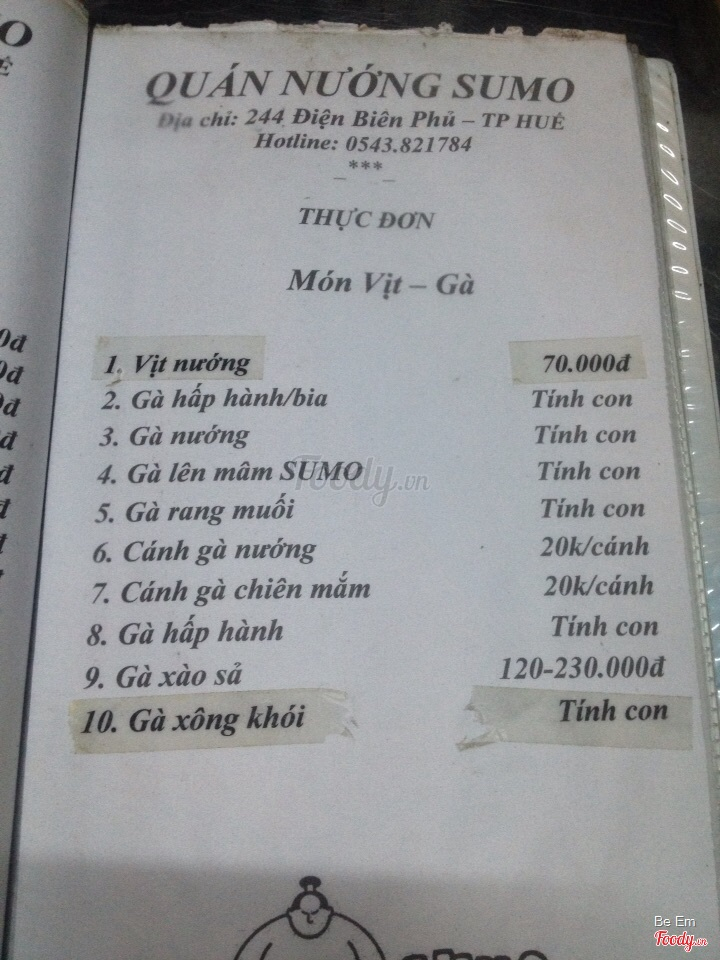 QUÁN NƯỚNG SUMO
Địa chỉ: 244 Điện Biên Phủ – TP HUẾ
Hotline: 0543.821784
***
THỰC ĐƠN
Món Vịt – Gà
1. Vịt nướng 70.000đ
2. Gà hấp hành/bia Tính con
3. Gà nướng Tính con
4. Gà lên mâm SUMO Tính con
5. Gà rang muối Tính con
6. Cánh gà nướng 20k/cánh
7. Cánh gà chiên mắm 20k/cánh
8. Gà hấp hành Tính con
9. Gà xào sả 120-230.000đ
10. Gà xông khói Tính con
Foody.vn
Be Em
Foody.vn